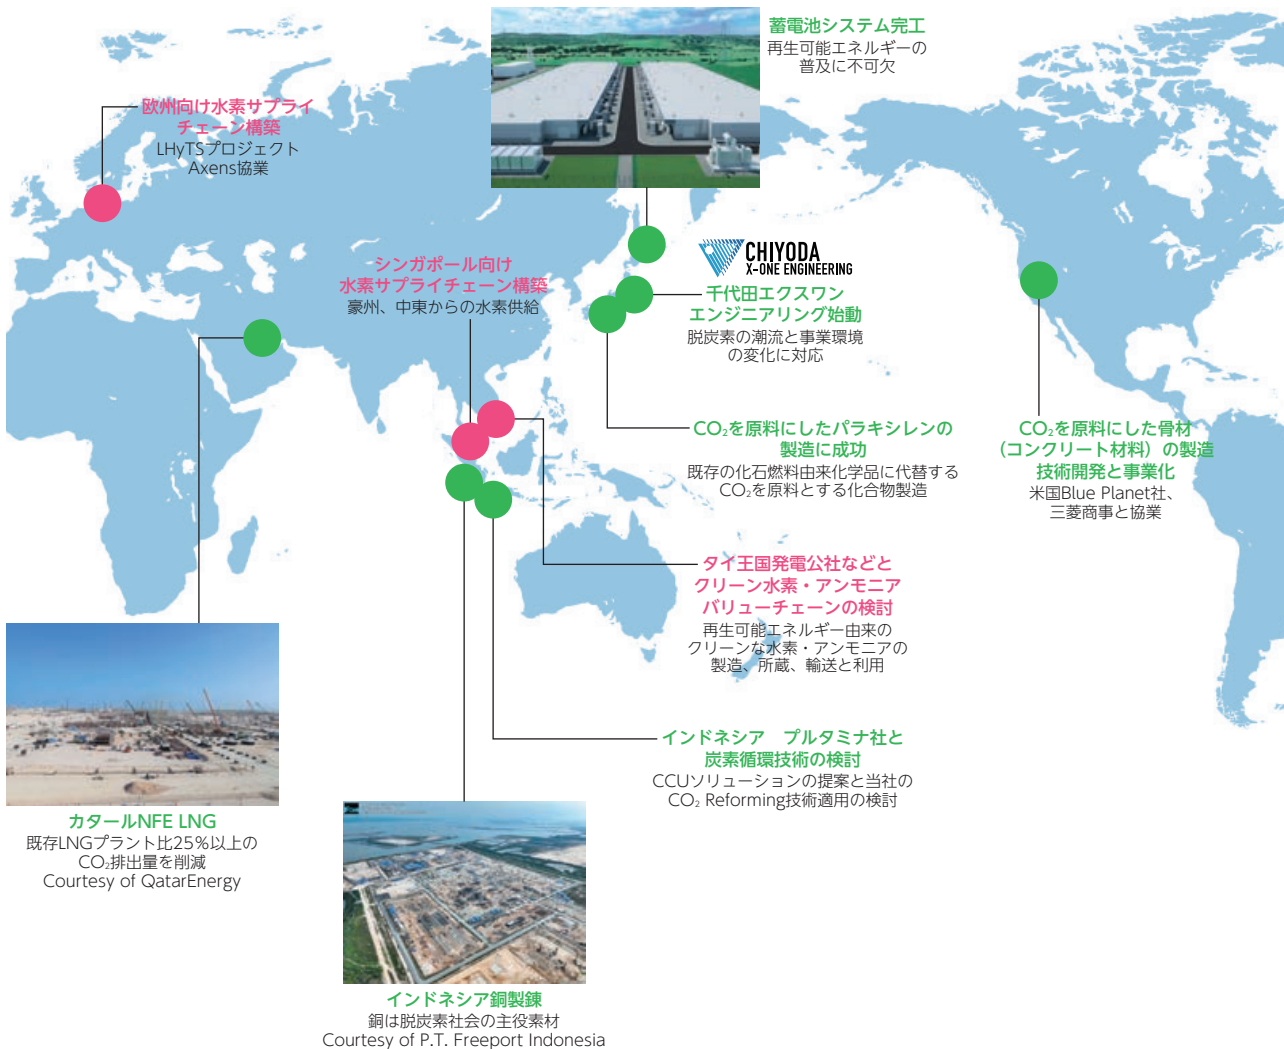 蓄電池システム完工
再生可能エネルギーの
普及に不可欠
欧州向け水素サプライ
チェーン構築
LHyTSプロジェクト
Axens協業
CHIYODA
X-ONE ENGINEERING
千代田エクスワン
エンジニアリング始動
脱炭素の潮流と事業環境
の変化に対応
シンガポール向け
水素サプライチェーン構築
豪州、中東からの水素供給
CO₂を原料にしたパラキシレンの
製造に成功
既存の化石燃料由来化学品に代替する
CO₂を原料とする化合物製造
CO₂を原料にした骨材
（コンクリート材料）の製造
技術開発と事業化
米国Blue Planet社、
三菱商事と協業
タイ王国発電公社などと
クリーン水素・アンモニア
バリューチェーンの検討
再生可能エネルギー由来の
クリーンな水素・アンモニアの
製造、所蔵、輸送と利用
インドネシア　プルタミナ社と
炭素循環技術の検討
CCUソリューションの提案と当社の
CO₂ Reforming技術適用の検討
カタールNFE LNG
既存LNGプラント比25%以上の
CO₂排出量を削減
Courtesy of QatarEnergy
インドネシア銅製錬
銅は脱炭素社会の主役素材
Courtesy of P.T. Freeport Indonesia